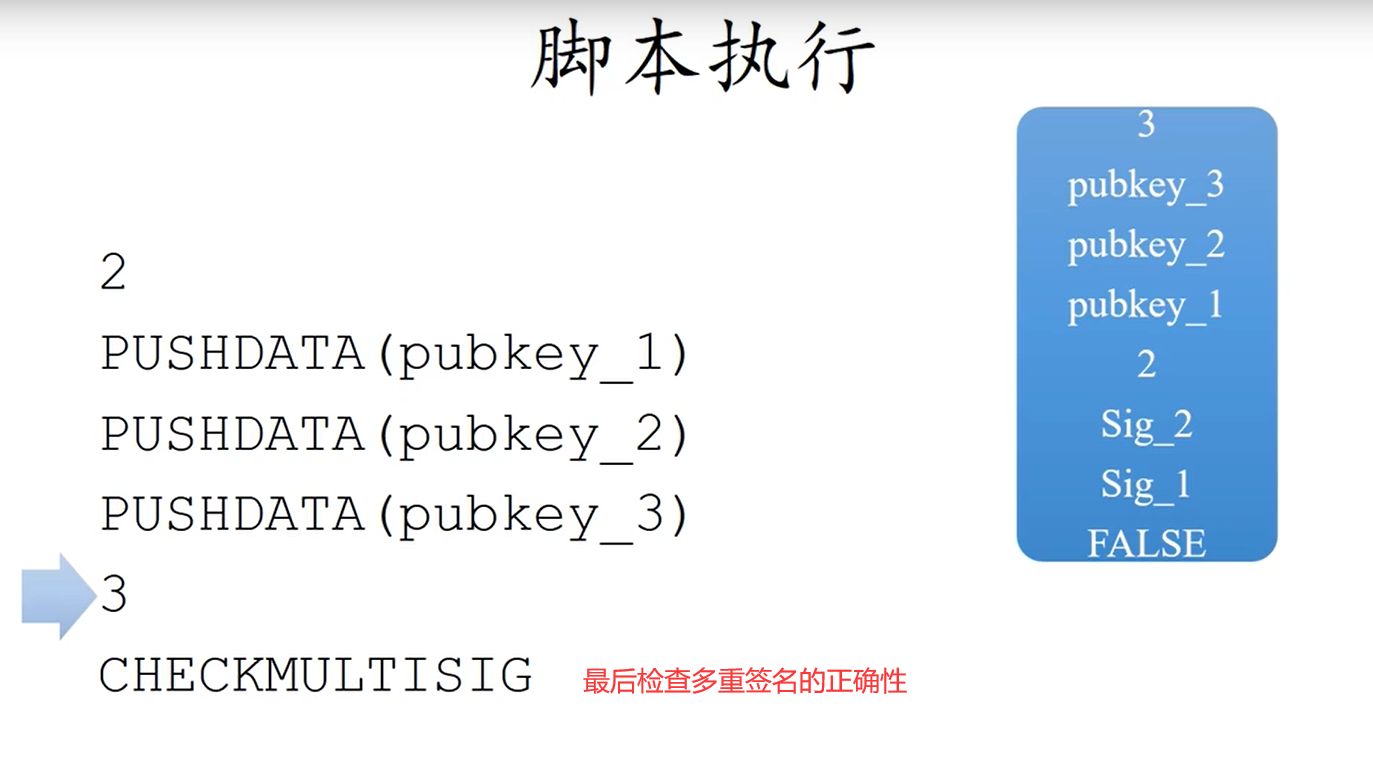 脚本执行
2
PUSHDATA(pubkey_1)
PUSHDATA(pubkey_2)
PUSHDATA(pubkey_3)
3
CHECKMULTISIG 最后检查多重签名的正确性
3
pubkey_3
pubkey_2
pubkey_1
2
Sig_2
Sig_1
FALSE